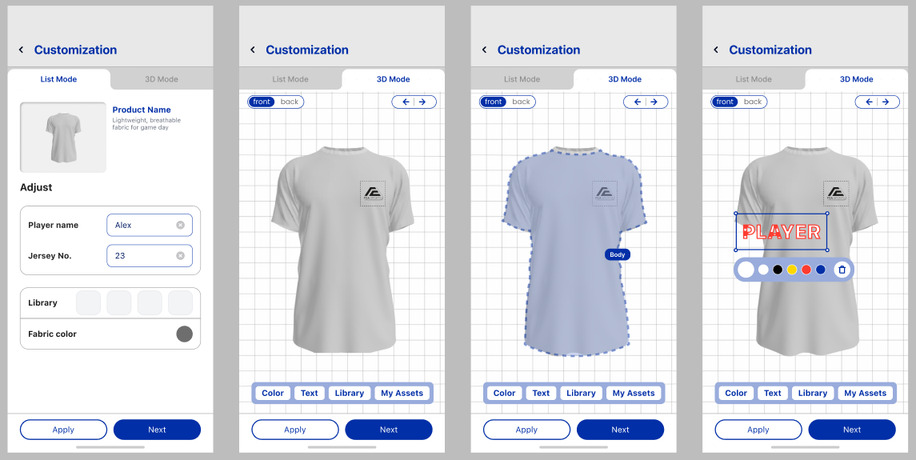 Customization
List Mode
3D Mode
Product Name
Lightweight, breathable
fabric for game day
Adjust
Player name
Alex
Jersey No.
23
Library
Fabric color
Apply
Next
Customization
List Mode
3D Mode
front
back
Color
Text
Library
My Assets
Apply
Next
Customization
List Mode
3D Mode
front
back
Body
Color
Text
Library
My Assets
Apply
Next
Customization
List Mode
3D Mode
front
back
PLAYER
Color
Text
Library
My Assets
Apply
Next